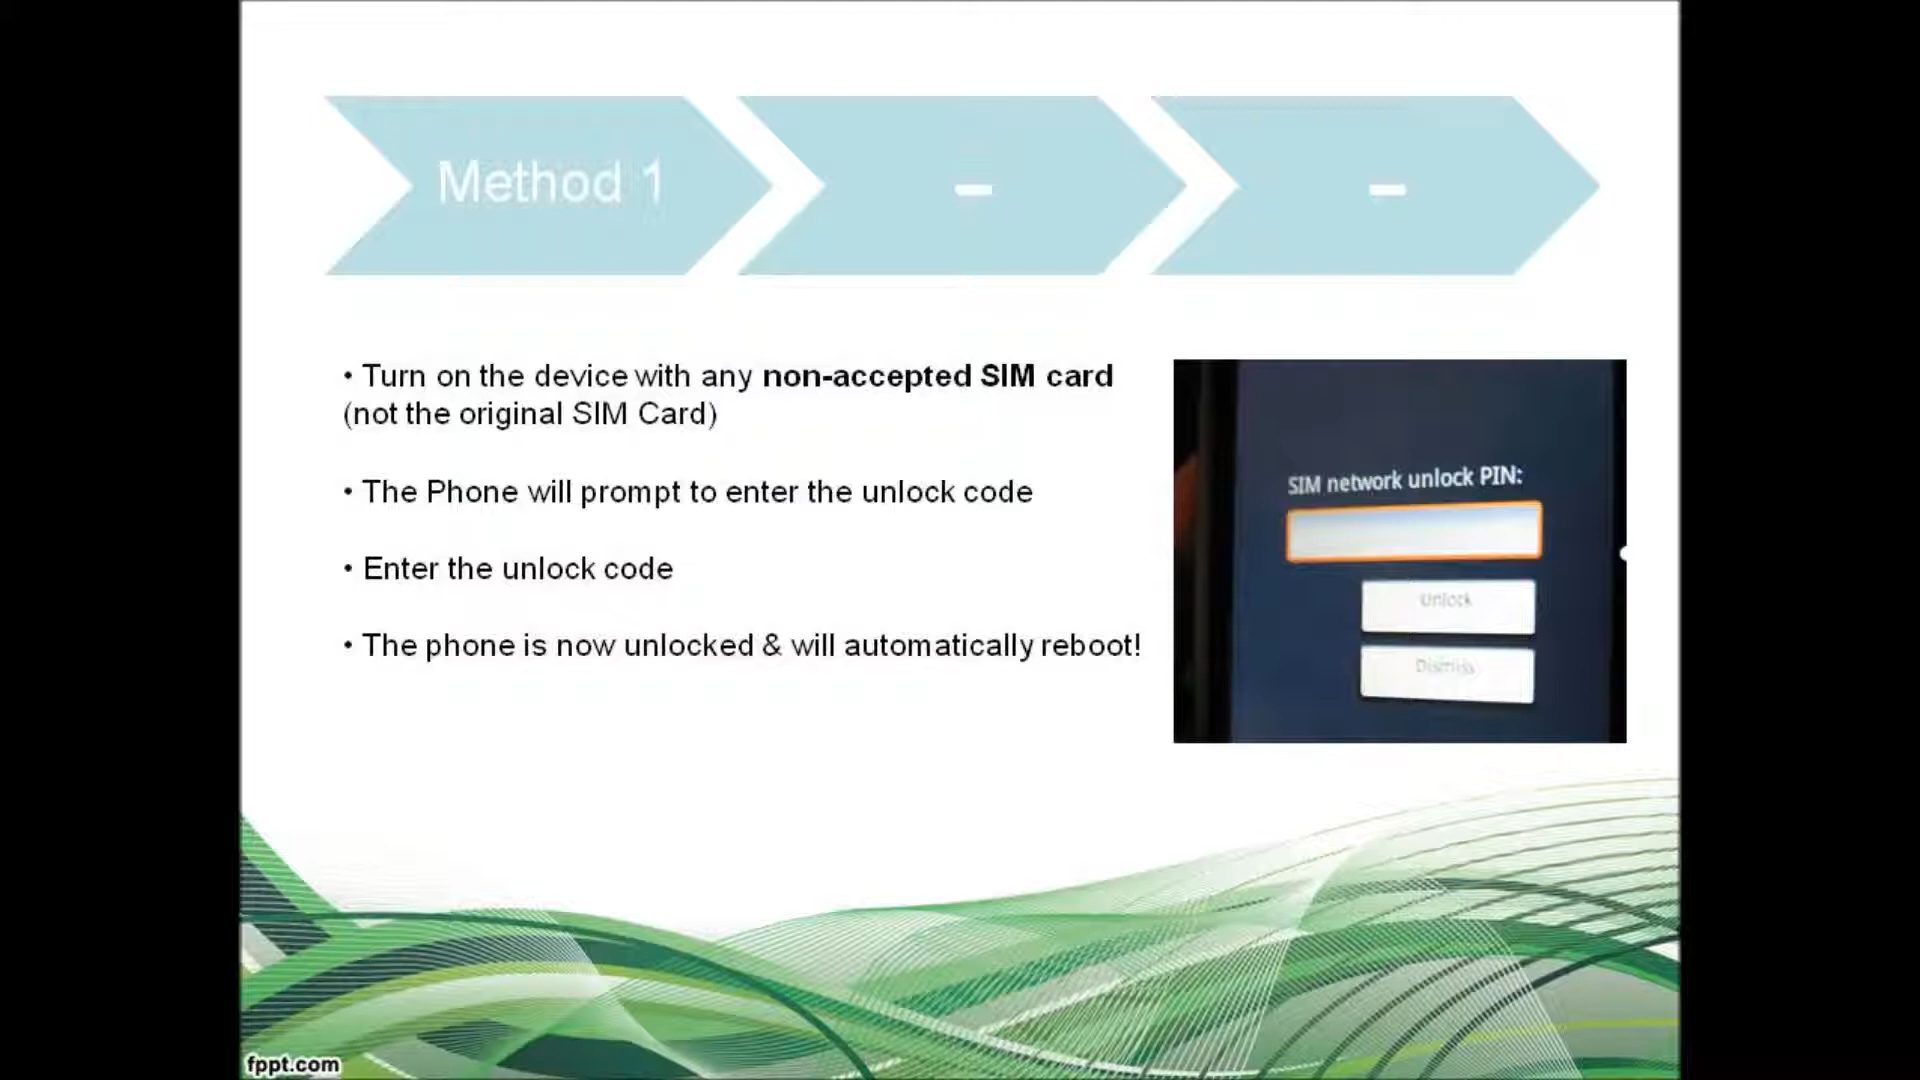 Method 1
-
-
• Turn on the device with any non-accepted SIM card
(not the original SIM Card)
• The Phone will prompt to enter the unlock code
• Enter the unlock code
• The phone is now unlocked & will automatically reboot!
SIM network unlock PIN:
Unlock
Dismiss
fppt.com